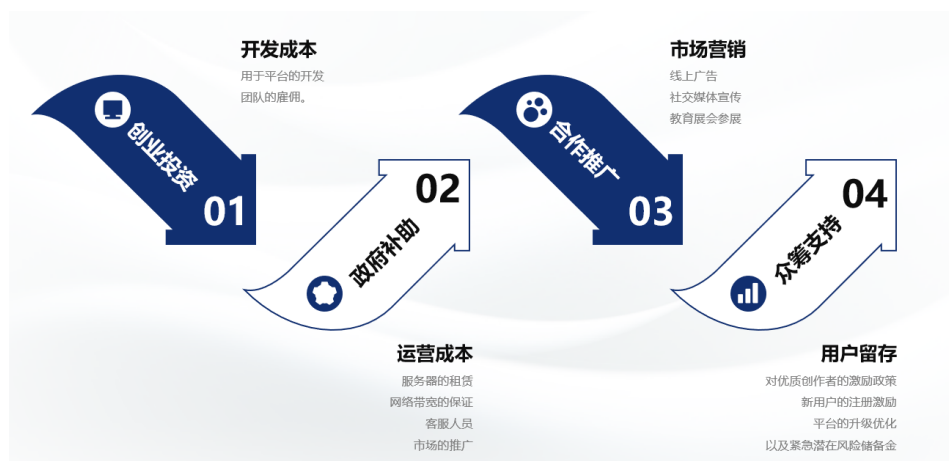 开发成本
用于平台的开发
团队的雇佣。
创业投资
01
政府补助
02
运营成本
服务器的租赁
网络带宽的保证
客服人员
市场的推广
市场营销
线上广告
社交媒体宣传
教育展会参展
合作推广
03
众筹支持
04
用户留存
对优质创作者的激励政策
新用户的注册激励
平台的升级优化
以及紧急潜在风险储备金